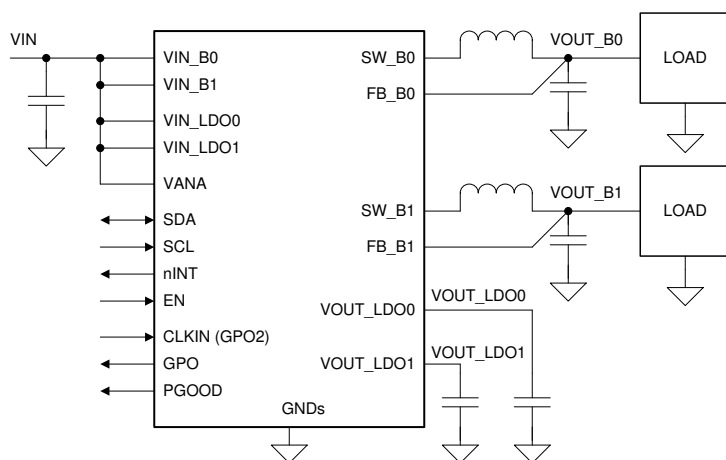 VIN
VIN_B0
VIN_B1
VIN_LDO0
VIN_LDO1
VANA
SDA
SCL
nINT
EN
CLKIN (GPO2)
GPO
PGOOD
GNDs
SW_B0
FB_B0
SW_B1
FB_B1
VOUT_LDO0
VOUT_LDO1
VOUT_B0
LOAD
VOUT_B1
LOAD
VOUT_LDO0
VOUT_LDO1